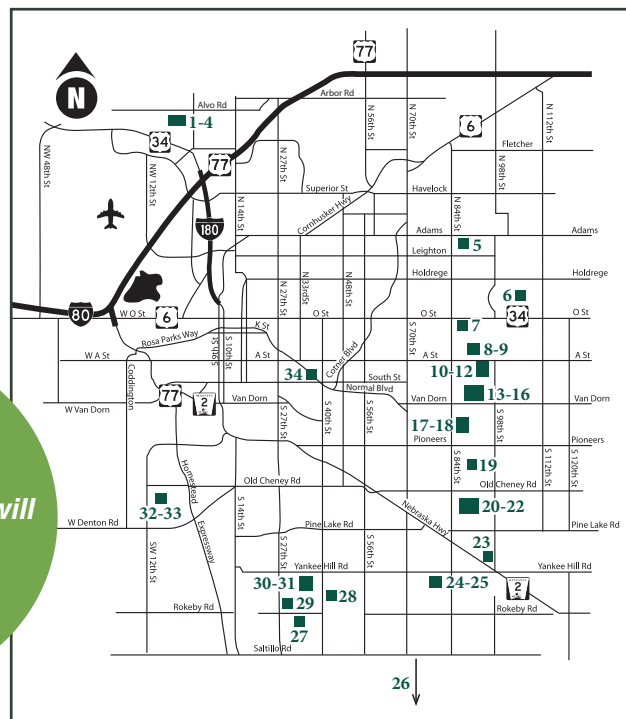 77
N
Alvo Rd
Arbor Rd
1-4
34
77
6
N 56th St
N 70th St
N 112th St
Fletcher
NW 48th St
NW 12th St
N 27th St
N 98th St
Superior St
Havelock
N 14th St
Cornhusker Hwy
N 84th St
180
Adams
Adams
5
Leighton
Holdrege
Holdrege
N 27th St
N 33rdSt
N 48th St
6
80
W O St
6
O St
O St
34
O St
K St
7
Rosa Parks Way
S 10th St
S 9th St
Cotner Blvd
S 70th St
W A St
A St
A St
8-9
A St
Coddington
34
South St
10-12
Normal Blvd
13-16
77
2
W Van Dorn
Van Dorn
Van Dorn
Van Dorn
S 27th St
S 40th St
S 56th St
S 98th St
17-18
Pioneers
Pioneers
Homestead
Expressway
S 84th St
19
S 112th St
S 120th St
will
Old Cheney Rd
Old Cheney Rd
32-33
Nebraska Hwy
20-22
W Denton Rd
S 14th St
Pine Lake Rd
Pine Lake Rd
SW 12th St
S 27th St
S 56th St
23
Yankee Hill Rd
Yankee Hill Rd
30-31
24-25
2
28
29
Rokeby Rd
Rokeby Rd
27
Saltillo Rd
26